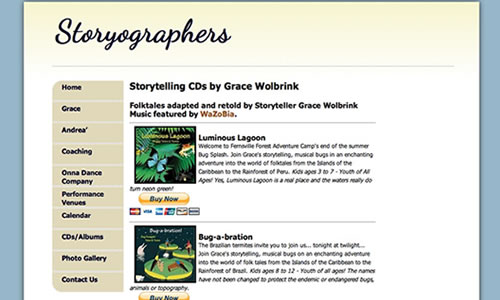 Storyographers
Home
Grace
Andrea'
Coaching
Onna Dance
Company
Performance
Venues
Calendar
CDs/Albums
Photo Gallery
Contact Us
Storytelling CDs by Grace Wolbrink
Folktales adapted and retold by Storyteller Grace Wolbrink
Music featured by WaZoBia.
Luminous Lagoon
Luminous Lagoon
Welcome to Fernsville Forest Adventure Camp's end of the summer
Bug Splash. Join Grace's storytelling, musical bugs in an enchanting
adventure into the world of folktales from the Islands of the
Caribbean to the Rainforest of Peru. Kids ages 3 to 7 - Youth of All
Ages! Yes, Luminous Lagoon is a real place and the waters really do
turn neon green!
Buy Now
VISA
Bug-a-bration!
Bug-a-bration
The Brazilian termites invite you to join us... tonight at twilight...
Join Grace's storytelling, musical bugs on an enchanting adventure
into the world of folk tales from the Islands of the Caribbean to the
Rainforest of Brazil. Kids ages 8 to 12 - Youth of all ages! The names
have not been changed to protect the endemic or endangered bugs,
animals or topography.
Buy Now